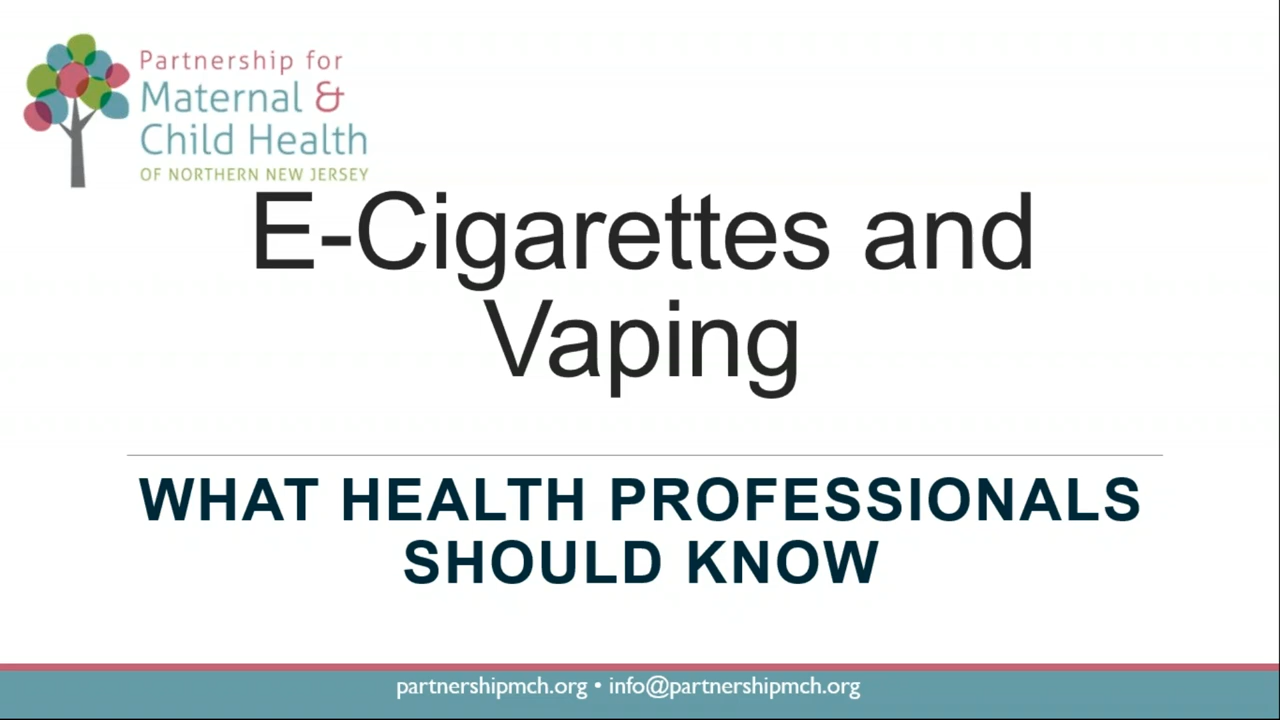 Partnership for
Maternal &
Child Health
OF NORTHERN NEW JERSEY
E-Cigarettes and
Vaping
WHAT HEALTH PROFESSIONALS
SHOULD KNOW
partnershipmch.org • info@partnershipmch.org